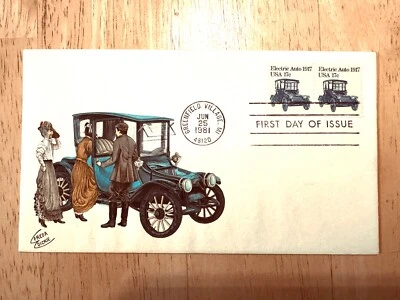 Electric Auto 1917
USA 17c
Electric Auto 1917
USA 17c
GREENFIELD VILLAGE, MI
JUN
25
1981
48120
FIRST DAY OF ISSUE